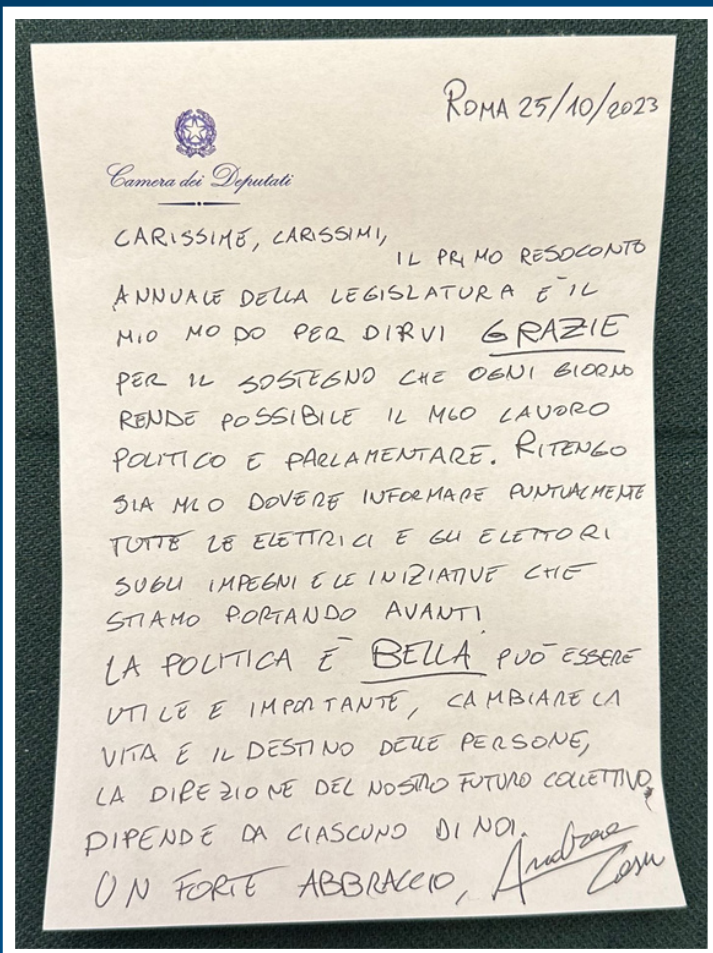 ROMA 25/10/2023
Camera dei Deputati
CARISSIME, CARISSIMI,
IL PRIMO RESOCONTO
ANNUALE DELLA LEGISLATURA È IL
MIO MODO PER DIRVI GRAZIE
PER IL SOSTEGNO CHE OGNI GIORNO
RENDE POSSIBILE IL MIO LAVORO
POLITICO E PARLAMENTARE. RITENGO
SIA MIO DOVERE INFORMARE PUNTUALMENTE
TUTTE LE ELETTRICI E GLI ELETTORI
SUGLI IMPEGNI E LE INIZIATIVE CHE
STIAMO PORTANDO AVANTI.
LA POLITICA È BELLA PUÒ ESSERE
UTILE E IMPORTANTE, CAMBIARE LA
VITA E IL DESTINO DELLE PERSONE,
LA DIREZIONE DEL NOSTRO FUTURO COLLETTIVO,
DIPENDE DA CIASCUNO DI NOI.
UN FORTE ABBRACCIO, Andrea
Casu